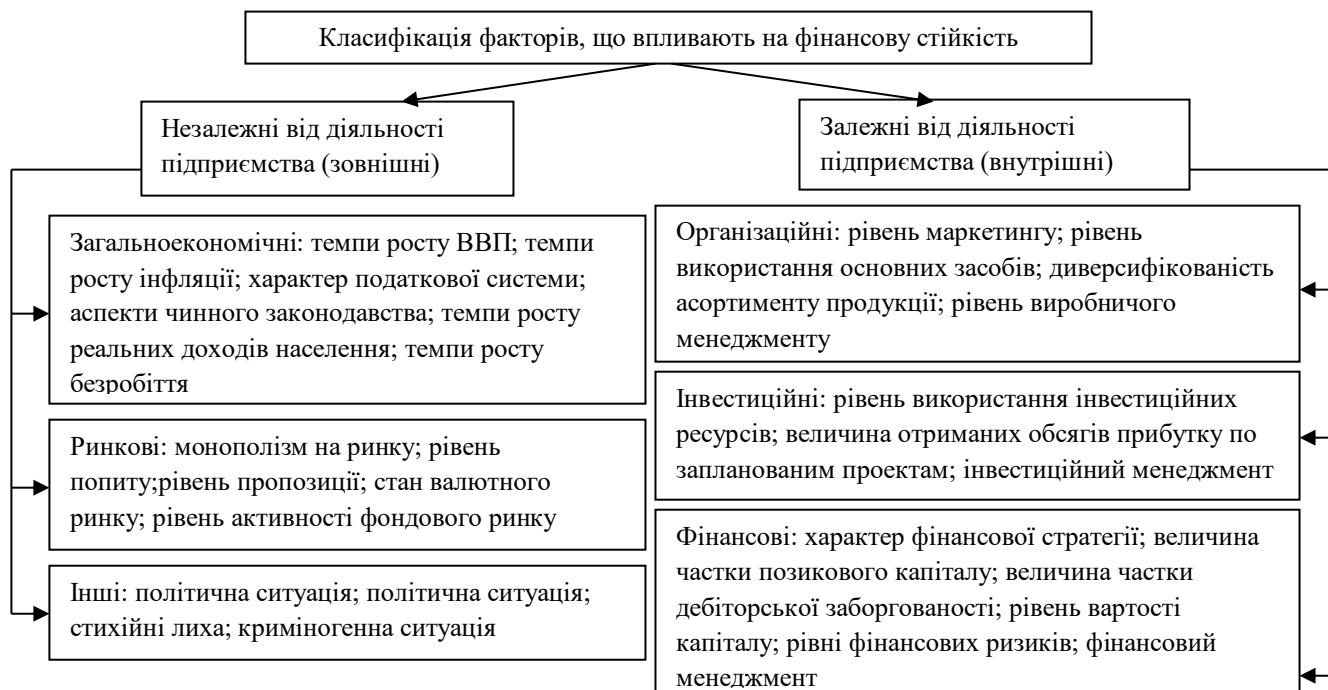 Класифікація факторів, що впливають на фінансову стійкість
Незалежні від діяльності
підприємства (зовнішні)
Загальноекономічні: темпи росту ВВП; темпи
росту інфляції; характер податкової системи;
аспекти чинного законодавства; темпи росту
реальних доходів населення; темпи росту
безробіття
Ринкові: монополізм на ринку; рівень
попиту;рівень пропозиції; стан валютного
ринку; рівень активності фондового ринку
Інші: політична ситуація; політична ситуація;
стихійні лиха; криміногенна ситуація
Залежні від діяльності
підприємства (внутрішні)
Організаційні: рівень маркетингу; рівень
використання основних засобів; диверсифікованість
асортименту продукції; рівень виробничого
менеджменту
Інвестиційні: рівень використання інвестиційних
ресурсів; величина отриманих обсягів прибутку по
запланованим проектам; інвестиційний менеджмент
Фінансові: характер фінансової стратегії; величина
частки позикового капіталу; величина частки
дебіторської заборгованості; рівень вартості
капіталу; рівні фінансових ризиків; фінансовий
менеджмент